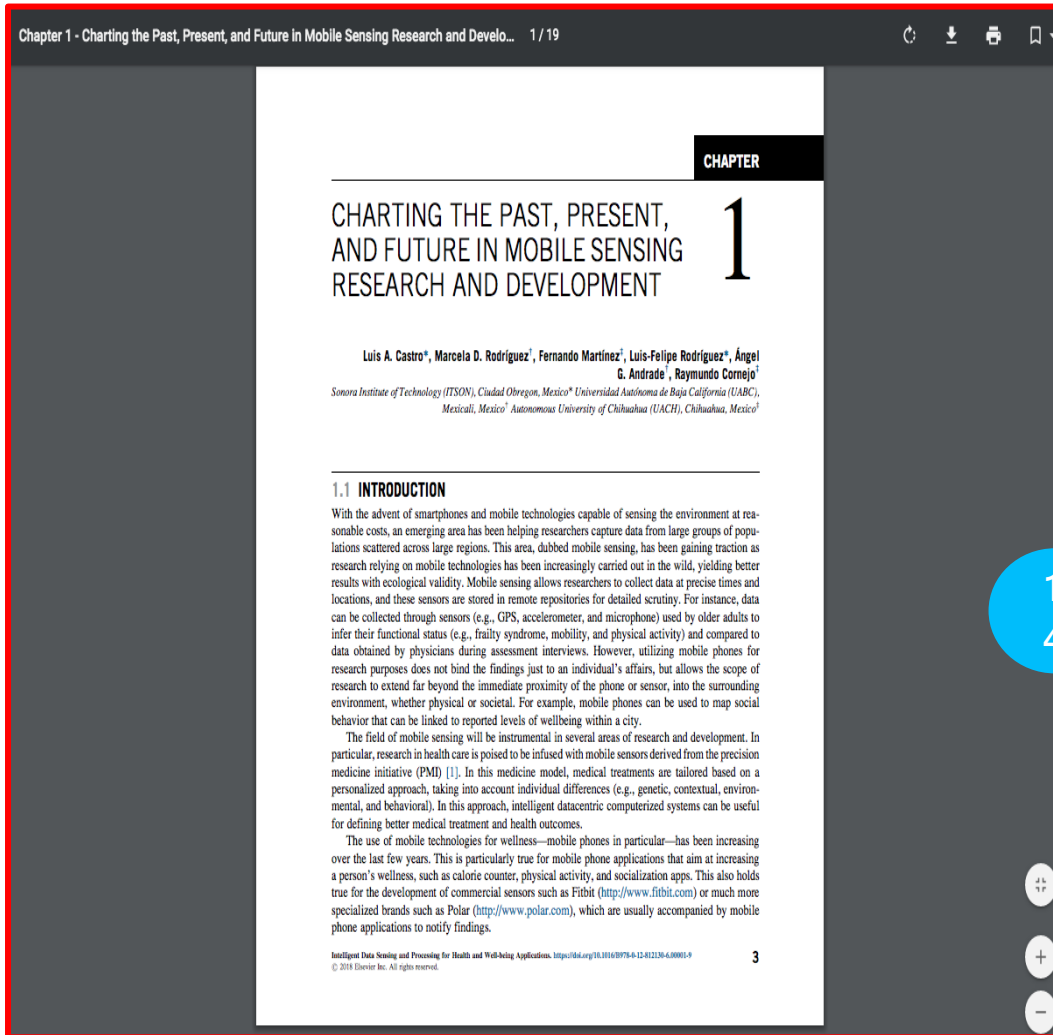 Chapter 1 - Charting the Past, Present, and Future in Mobile Sensing Research and Develo... 1 / 19
CHAPTER
1
CHARTING THE PAST, PRESENT,
AND FUTURE IN MOBILE SENSING
RESEARCH AND DEVELOPMENT
Luis A. Castro*, Marcela D. Rodríguez†, Fernando Martínez‡, Luis-Felipe Rodríguez*, Ángel
G. Andrade†, Raymundo Cornejo‡
Sonora Institute of Technology (ITSON), Ciudad Obregon, Mexico* Universidad Autónoma de Baja California (UABC),
Mexicali, Mexico† Autonomous University of Chihuahua (UACH), Chihuahua, Mexico‡
1.1 INTRODUCTION
With the advent of smartphones and mobile technologies capable of sensing the environment at rea-
sonable costs, an emerging area has been helping researchers capture data from large groups of popu-
lations scattered across large regions. This area, dubbed mobile sensing, has been gaining traction as
research relying on mobile technologies has been increasingly carried out in the wild, yielding better
results with ecological validity. Mobile sensing allows researchers to collect data at precise times and
locations, and these sensors are stored in remote repositories for detailed scrutiny. For instance, data
can be collected through sensors (e.g., GPS, accelerometer, and microphone) used by older adults to
infer their functional status (e.g., frailty syndrome, mobility, and physical activity) and compared to
data obtained by physicians during assessment interviews. However, utilizing mobile phones for
research purposes does not bind the findings just to an individual's affairs, but allows the scope of
research to extend far beyond the immediate proximity of the phone or sensor, into the surrounding
environment, whether physical or societal. For example, mobile phones can be used to map social
behavior that can be linked to reported levels of wellbeing within a city.
The field of mobile sensing will be instrumental in several areas of research and development. In
particular, research in health care is poised to be infused with mobile sensors derived from the precision
medicine initiative (PMI) [1]. In this medicine model, medical treatments are tailored based on a
personalized approach, taking into account individual differences (e.g., genetic, contextual, environ-
mental, and behavioral). In this approach, intelligent datacentric computerized systems can be useful
for defining better medical treatment and health outcomes.
The use of mobile technologies for wellness—mobile phones in particular—has been increasing
over the last few years. This is particularly true for mobile phone applications that aim at increasing
a person's wellness, such as calorie counter, physical activity, and socialization apps. This also holds
true for the development of commercial sensors such as Fitbit (http://www.fitbit.com) or much more
specialized brands such as Polar (http://www.polar.com), which are usually accompanied by mobile
phone applications to notify findings.
Intelligent Data Sensing and Processing for Health and Well-being Applications. https://doi.org/10.1016/B978-0-12-812130-6.00001-9
© 2018 Elsevier Inc. All rights reserved.
3